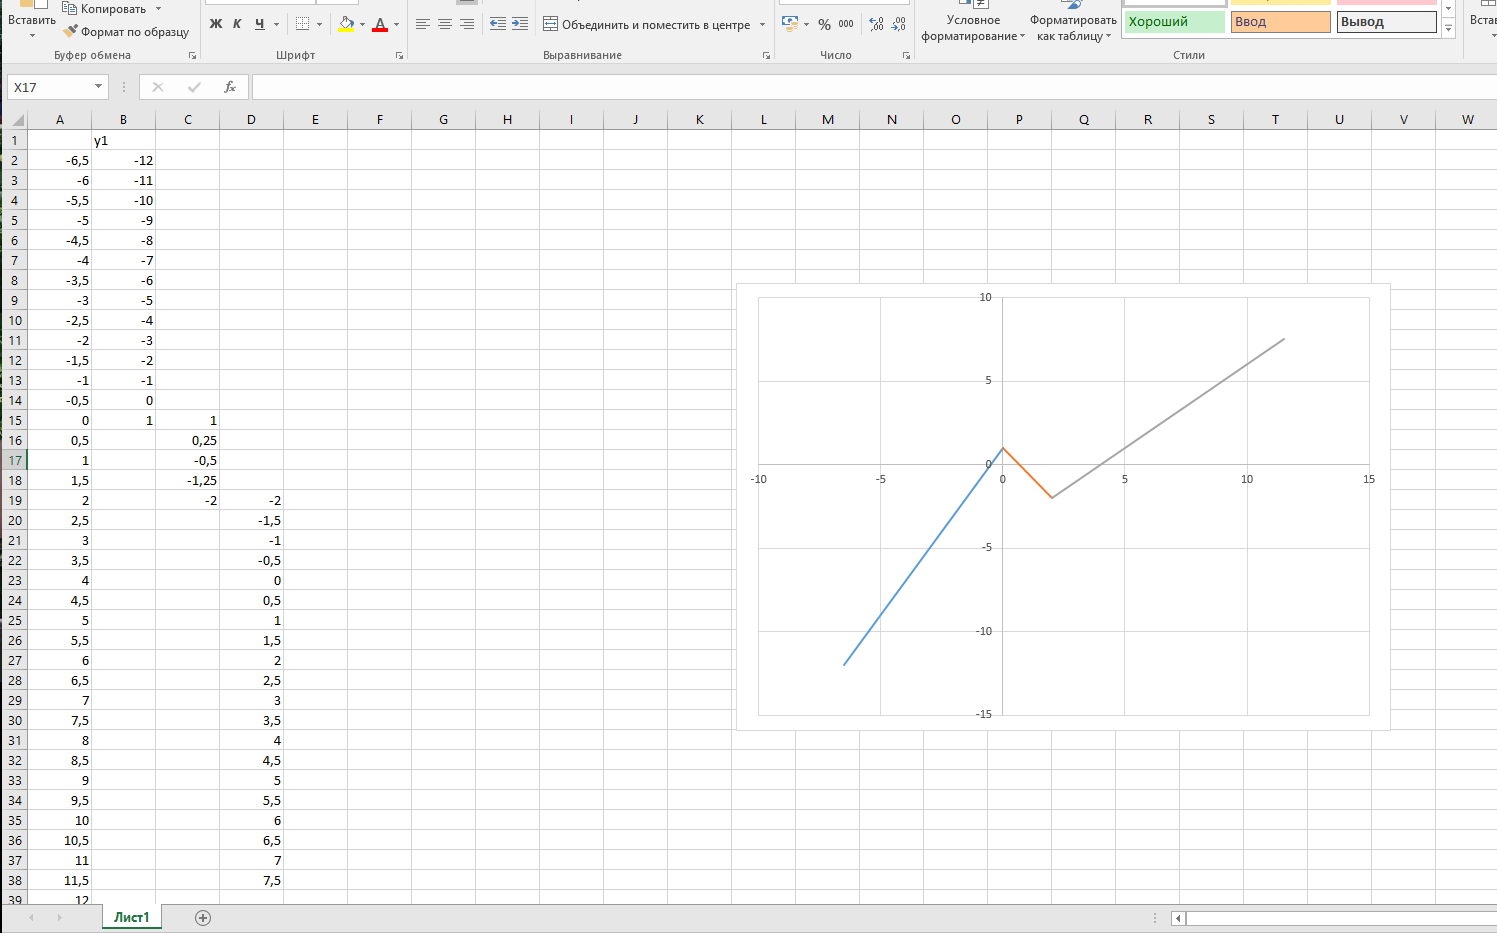 Вставить
Копировать
Формат по образцу
Буфер обмена
Ж К Ч
А
Шрифт
Объединить и поместить в центре
Выравнивание
% 000
Число
Условное форматирование
Форматировать как таблицу
Хороший Ввод Вывод
Стили
X17
fx
A B C D E F G H I J K L M N O P Q R S T U V W
1 y1
2 -6,5 -12
3 -6 -11
4 -5,5 -10
5 -5 -9
6 -4,5 -8
7 -4 -7
8 -3,5 -6
9 -3 -5
10 -2,5 -4
11 -2 -3
12 -1,5 -2
13 -1 -1
14 -0,5 0
15 0 1 1
16 0,5 0,25
17 1 -0,5
18 1,5 -1,25
19 2 -2 -2
20 2,5 -1,5
21 3 -1
22 3,5 -0,5
23 4 0
24 4,5 0,5
25 5 1
26 5,5 1,5
27 6 2
28 6,5 2,5
29 7 3
30 7,5 3,5
31 8 4
32 8,5 4,5
33 9 5
34 9,5 5,5
35 10 6
36 10,5 6,5
37 11 7
38 11,5 7,5
39 12
10
5
0
-10 -5 0 5 10 15
-5
-10
-15
Лист1